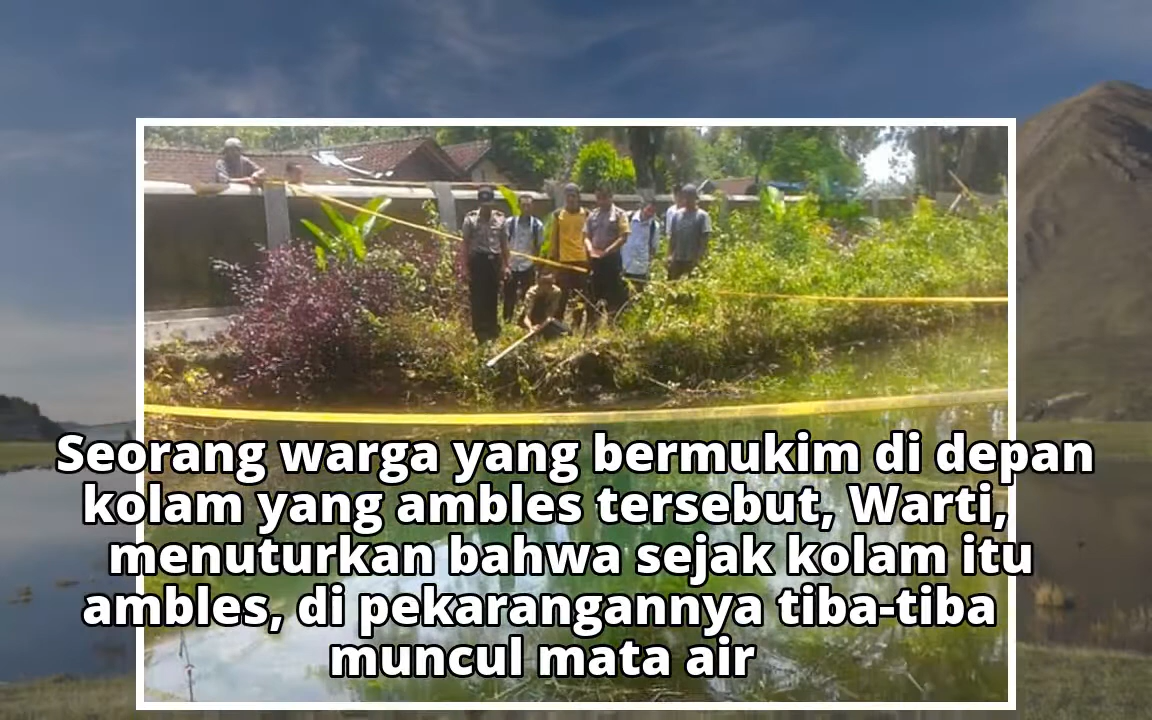 Seorang warga yang bermukim di depan
kolam yang ambles tersebut, Warti,
menuturkan bahwa sejak kolam itu
ambles, di pekarangannya tiba-tiba
muncul mata air